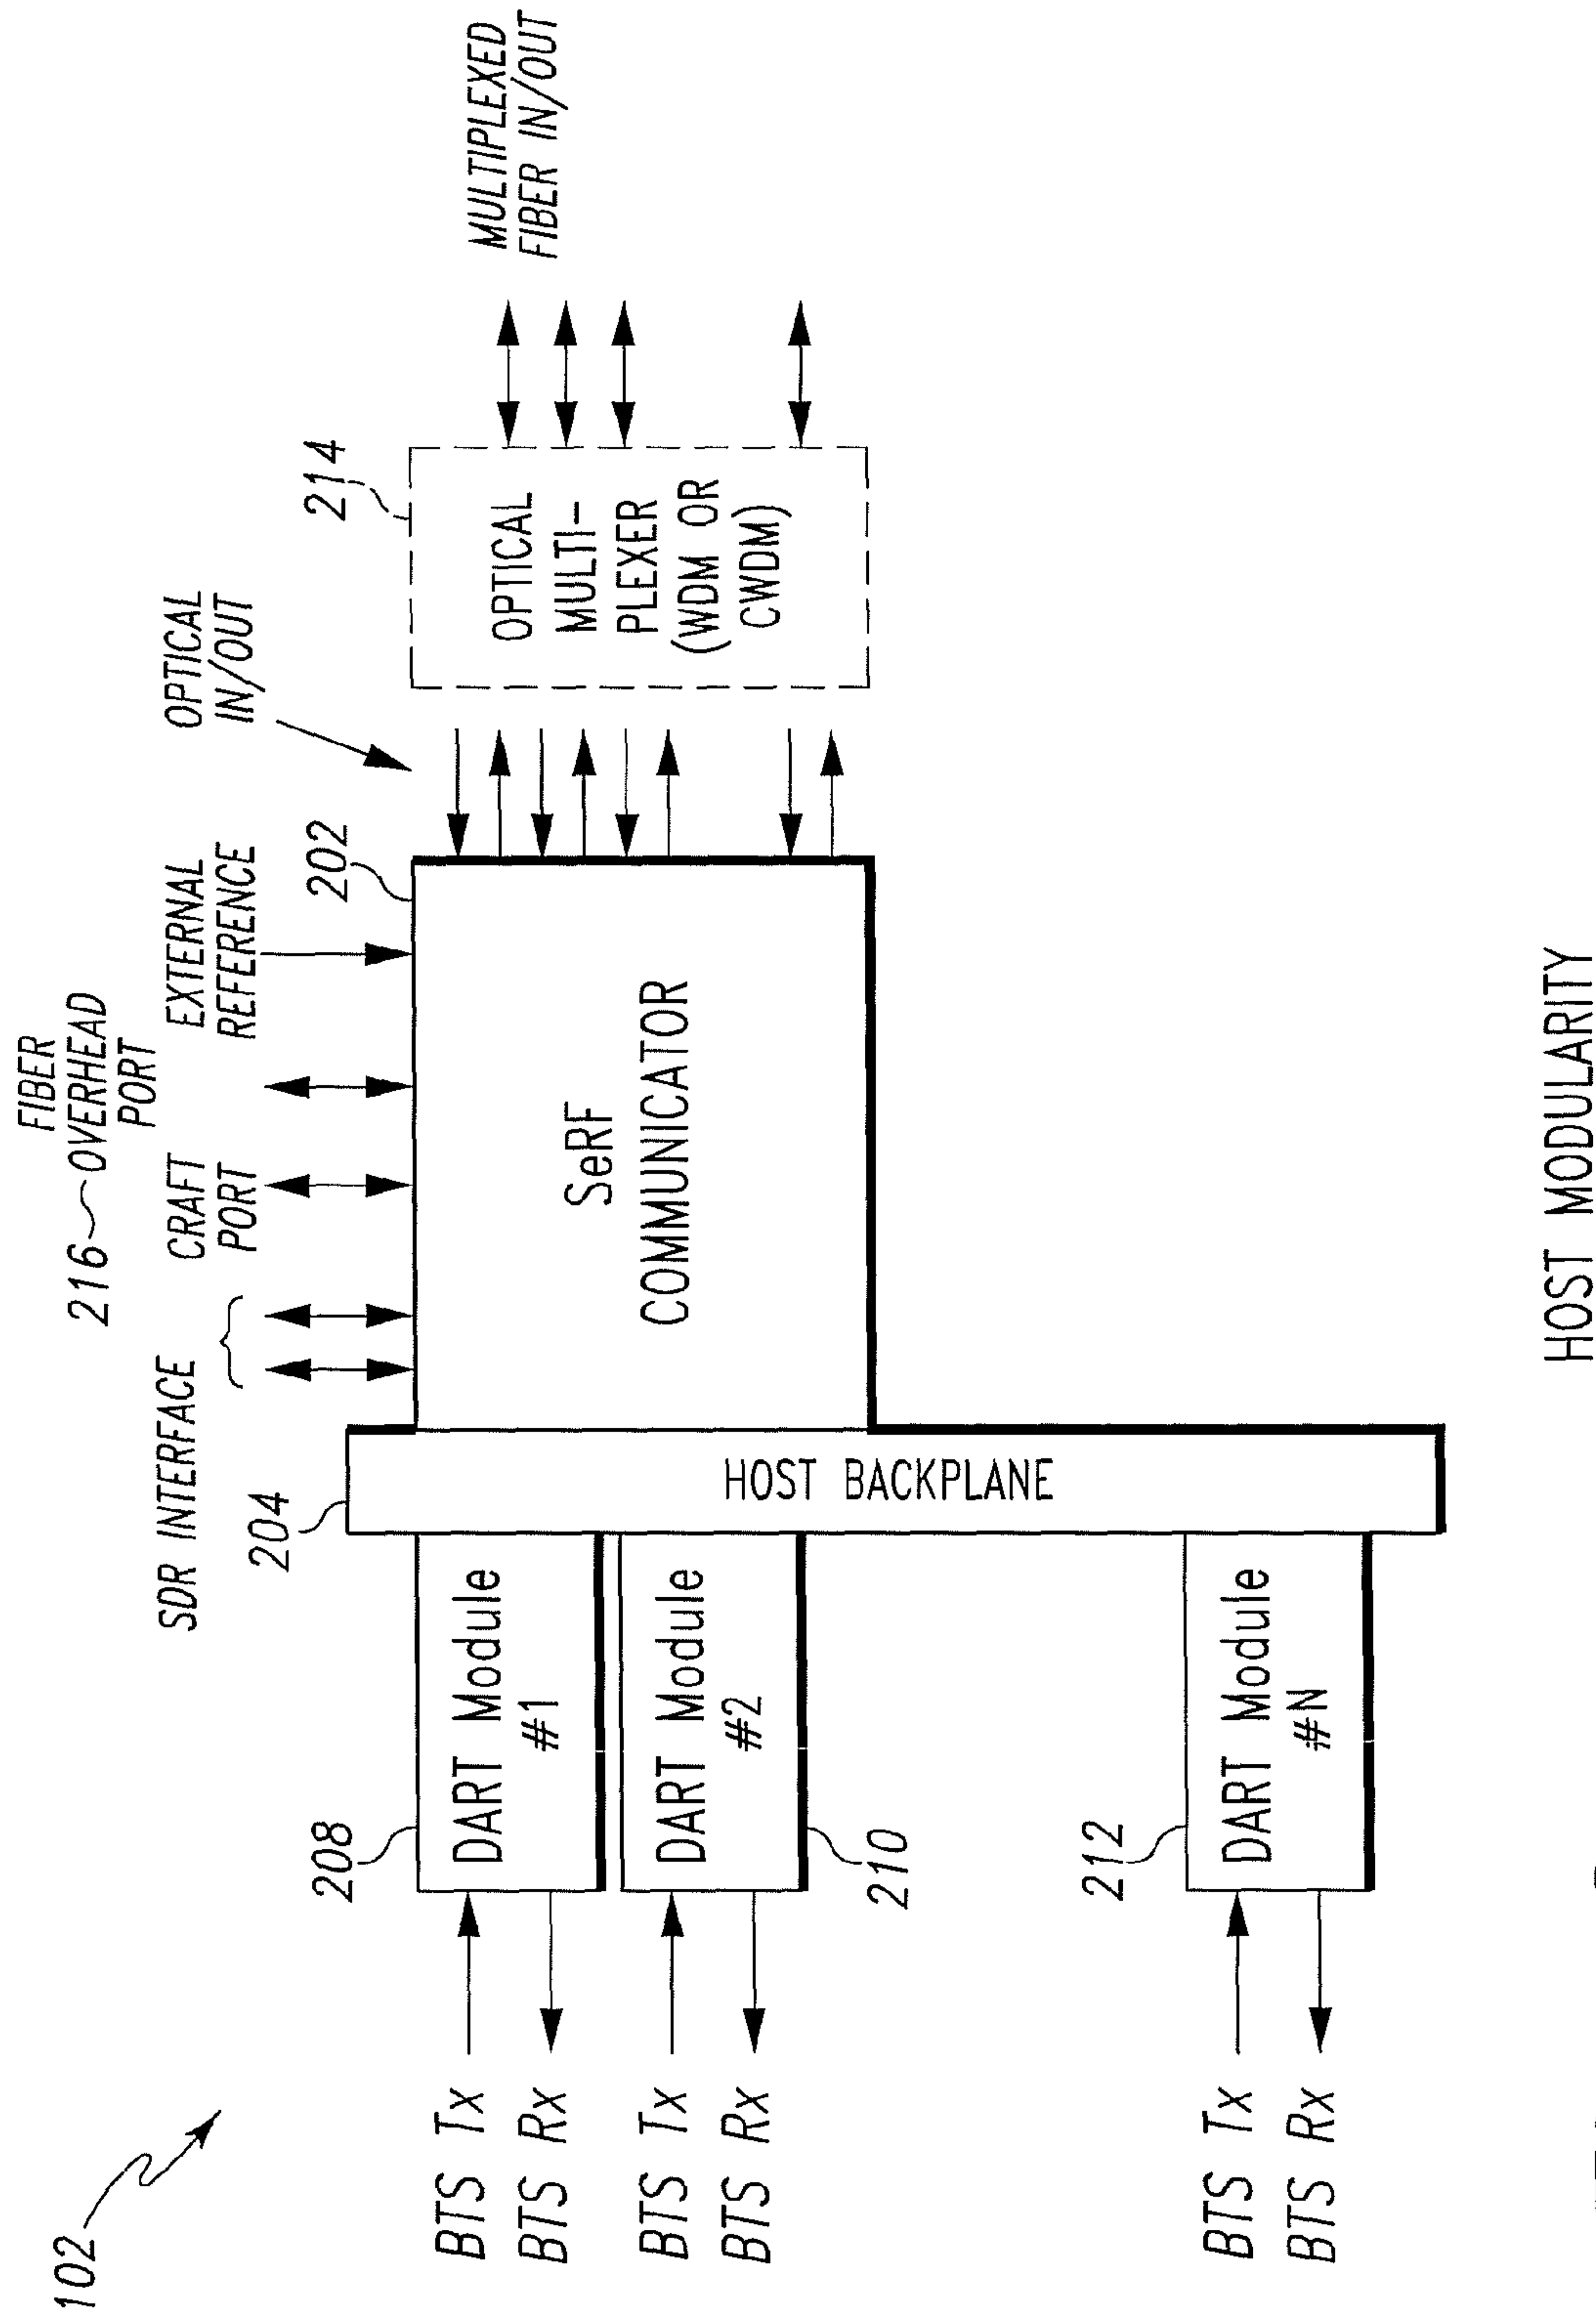 102
FIBER
216 OVERHEAD
PORT
SDR INTERFACE
CRAFT
PORT
EXTERNAL
REFERENCE
OPTICAL
IN/OUT
204
202
214
MULTIPLEXED
FIBER IN/OUT
208
BTS Tx
BTS Rx
DART Module
#1
BTS Tx
BTS Rx
DART Module
#2
210
HOST BACKPLANE
SeRF
COMMUNICATOR
OPTICAL
MULTI-
PLEXER
(WDM OR
CWDM)
212
BTS Tx
BTS Rx
DART Module
#N
HOST MODULARITY